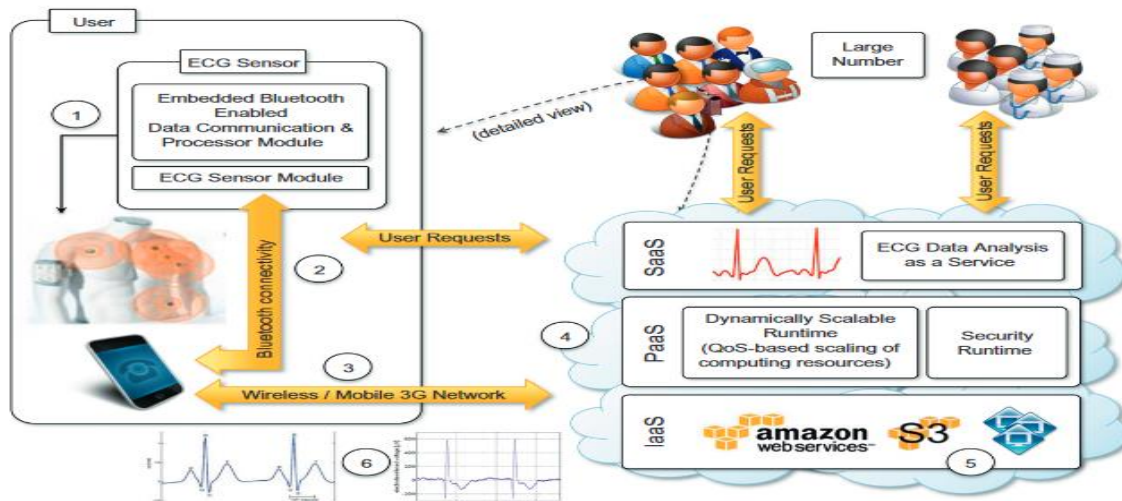 User
ECG Sensor
Embedded Bluetooth
Enabled
Data Communication &
Processor Module
ECG Sensor Module
1
(detailed view)
Large
Number
User Requests
User Requests
User Requests
2
Bluetooth connectivity
3
Wireless / Mobile 3G Network
SaaS
ECG Data Analysis
as a Service
4
PaaS
Dynamically Scalable
Runtime
(QoS-based scaling of
computing resources)
Security
Runtime
IaaS
amazon
webservices™
S3
5
6